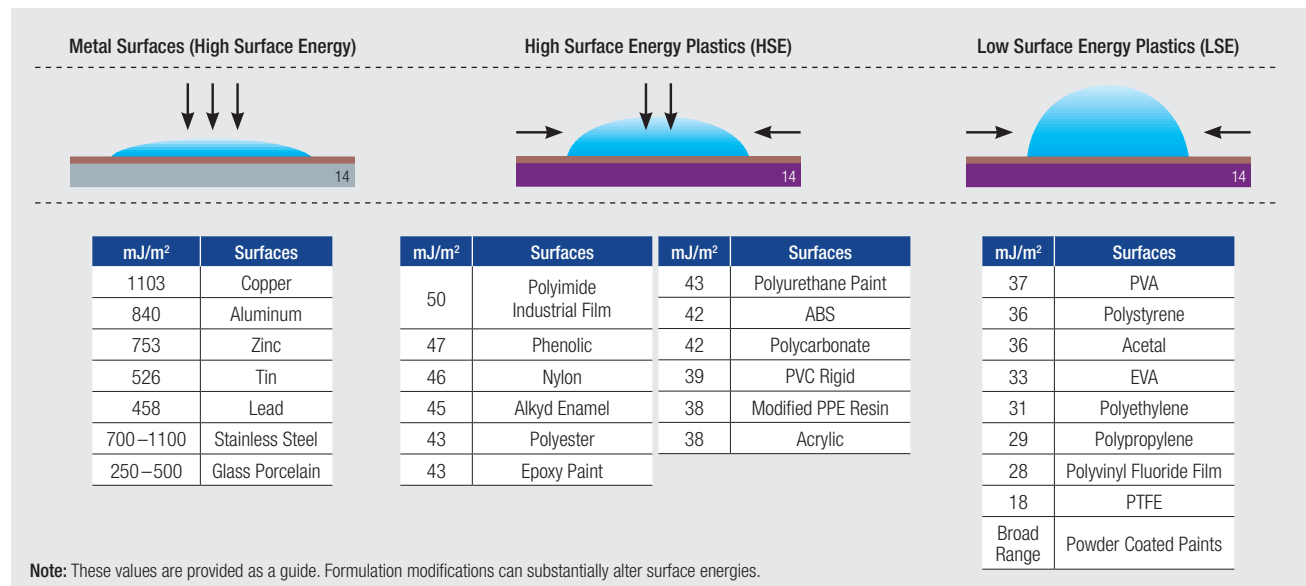 Metal Surfaces (High Surface Energy)
High Surface Energy Plastics (HSE)
Low Surface Energy Plastics (LSE)
14
14
14
mJ/m² Surfaces
1103 Copper
840 Aluminum
753 Zinc
526 Tin
458 Lead
700–1100 Stainless Steel
250–500 Glass Porcelain
mJ/m² Surfaces
50 Polyimide
Industrial Film
47 Phenolic
46 Nylon
45 Alkyd Enamel
43 Polyester
43 Epoxy Paint
mJ/m² Surfaces
43 Polyurethane Paint
42 ABS
42 Polycarbonate
39 PVC Rigid
38 Modified PPE Resin
38 Acrylic
mJ/m² Surfaces
37 PVA
36 Polystyrene
36 Acetal
33 EVA
31 Polyethylene
29 Polypropylene
28 Polyvinyl Fluoride Film
18 PTFE
Broad
Range Powder Coated Paints
Note: These values are provided as a guide. Formulation modifications can substantially alter surface energies.